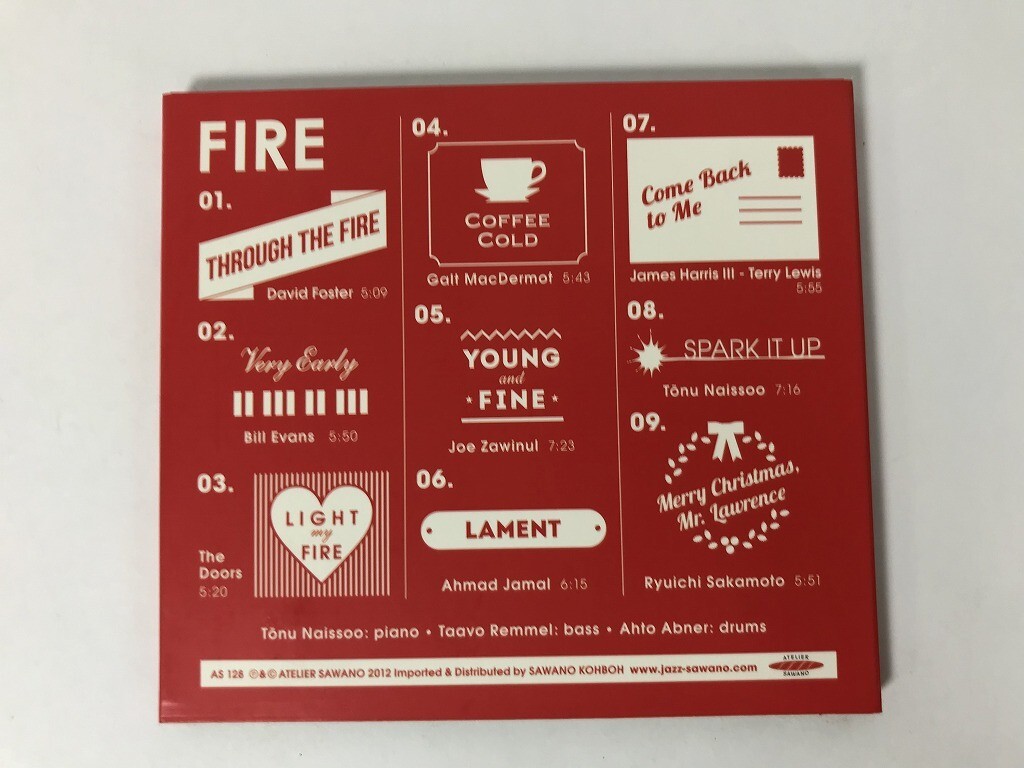 FIRE
01.
THROUGH THE FIRE
David Foster 5:09
02.
Very Early
Bill Evans 5:50
03.
LIGHT
my
FIRE
The
Doors
5:20
04.
COFFEE
COLD
Galt MacDermot 5:43
05.
YOUNG
and
FINE
Joe Zawinul 7:23
06.
LAMENT
Ahmad Jamal 6:15
07.
Come Back
to Me
James Harris III - Terry Lewis
5:55
08.
SPARK IT UP
Tõnu Naissoo 7:16
09.
Merry Christmas,
Mr. Lawrence
Ryuichi Sakamoto 5:51
Tõnu Naissoo: piano • Taavo Remmel: bass • Ahto Abner: drums
AS 128 ℗&© ATELIER SAWANO 2012 Imported & Distributed by SAWANO KOHBOH www.jazz-sawano.com
ATELIER
SAWANO